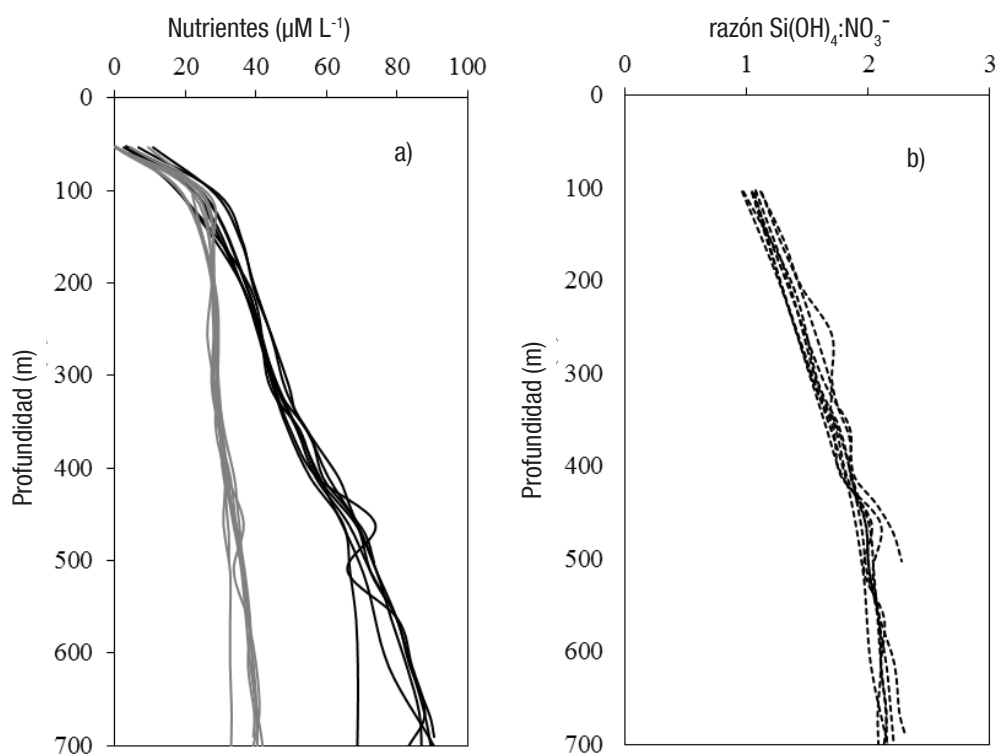 Nutrientes (µM L⁻¹)
0 20 40 60 80 100
0
100
200
300
400
500
600
700
Profundidad (m)
a)
razón Si(OH)₄:NO₃⁻
0 1 2 3
0
100
200
300
400
500
600
700
Profundidad (m)
b)